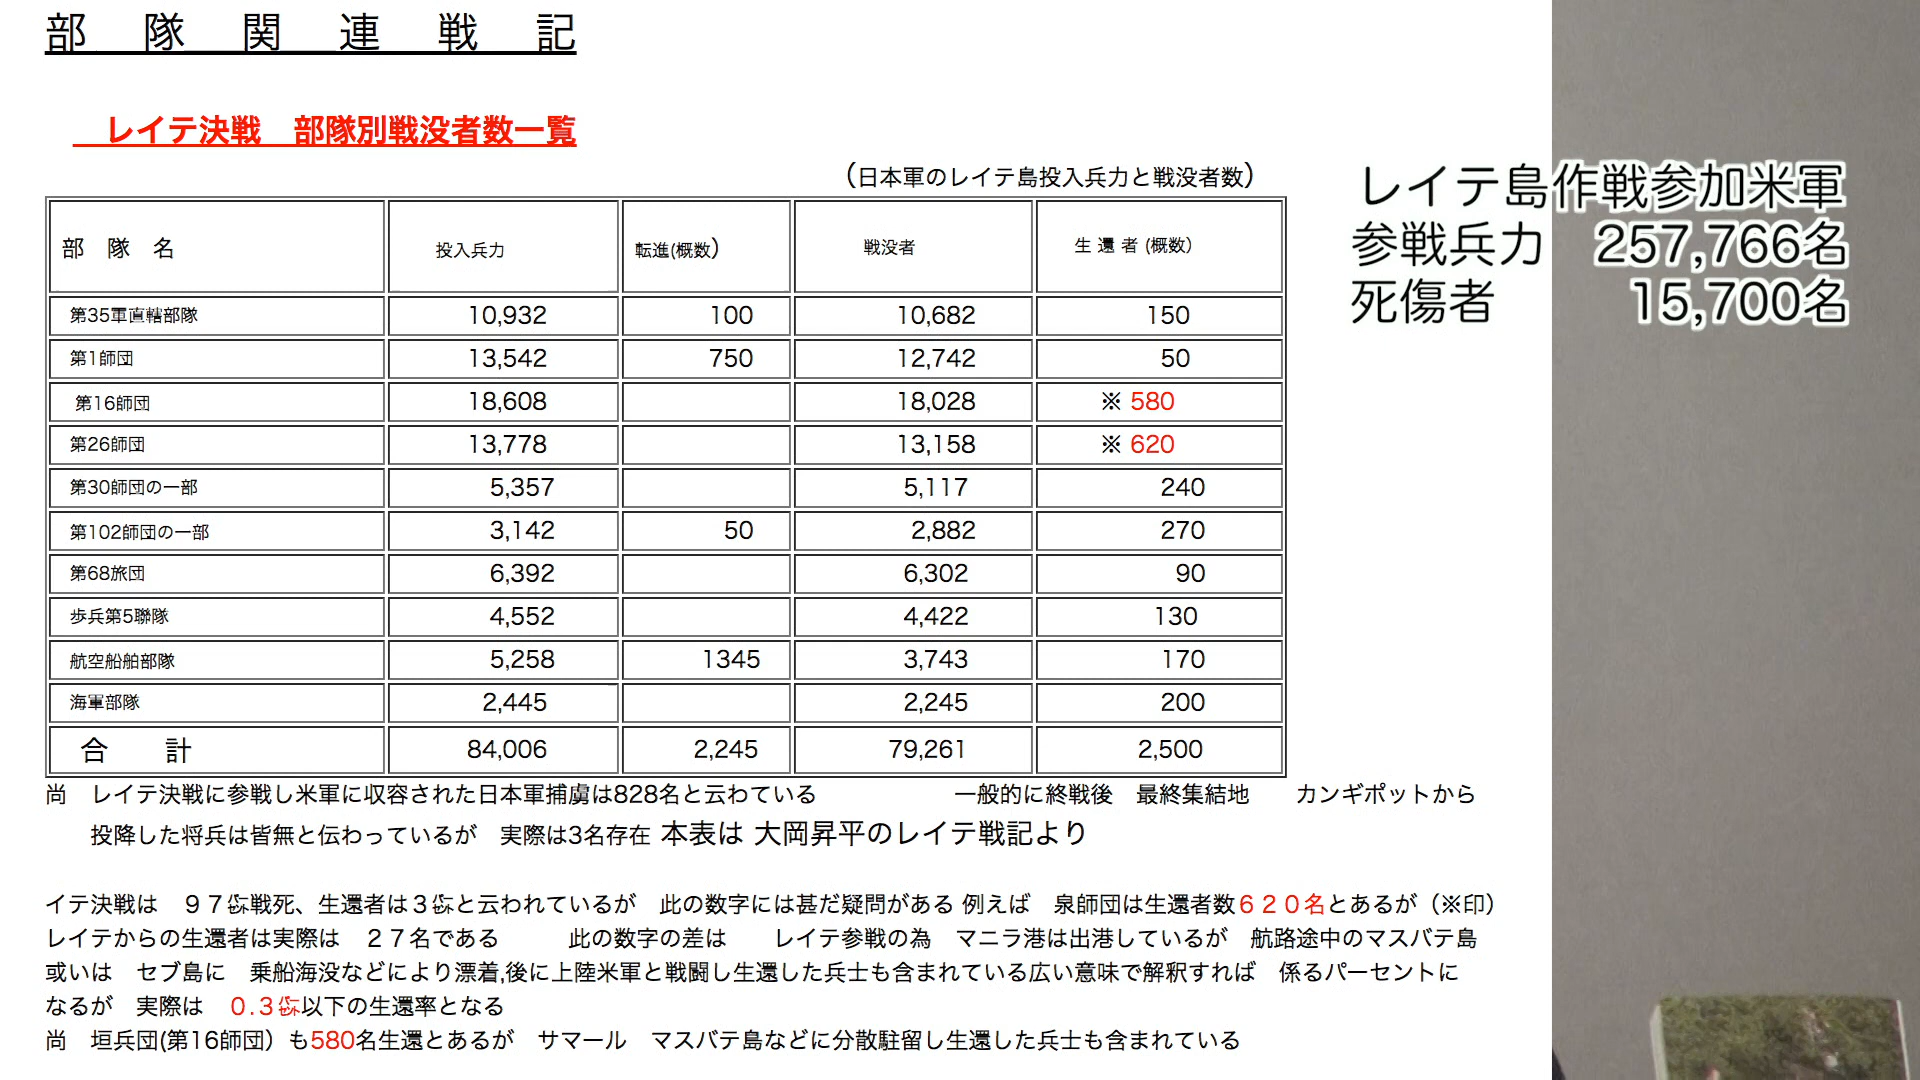 部 隊 関 連 戦 記
レイテ決戦 部隊別戦没者数一覧
（日本軍のレイテ島投入兵力と戦没者数）
部 隊 名 投入兵力 転進(概数） 戦没者 生 還 者 (概数）
第35軍直轄部隊 10,932 100 10,682 150
第1師団 13,542 750 12,742 50
第16師団 18,608 18,028 ※ 580
第26師団 13,778 13,158 ※ 620
第30師団の一部 5,357 5,117 240
第102師団の一部 3,142 50 2,882 270
第68旅団 6,392 6,302 90
歩兵第5聯隊 4,552 4,422 130
航空船舶部隊 5,258 1345 3,743 170
海軍部隊 2,445 2,245 200
合 計 84,006 2,245 79,261 2,500
尚 レイテ決戦に参戦し米軍に収容された日本軍捕虜は828名と云わている 一般的に終戦後 最終集結地 カンギポットから
投降した将兵は皆無と伝わっているが 実際は3名存在 本表は 大岡昇平のレイテ戦記より
イテ決戦は ９７㌫戦死、生還者は３㌫と云われているが 此の数字には甚だ疑問がある 例えば 泉師団は生還者数６２０名とあるが（※印）
レイテからの生還者は実際は ２７名である 此の数字の差は レイテ参戦の為 マニラ港は出港しているが 航路途中のマスバテ島
或いは セブ島に 乗船海没などにより漂着,後に上陸米軍と戦闘し生還した兵士も含まれている広い意味で解釈すれば 係るパーセントに
なるが 実際は ０.３㌫以下の生還率となる
尚 垣兵団(第16師団）も580名生還とあるが サマール マスバテ島などに分散駐留し生還した兵士も含まれている
レイテ島作戦参加米軍
参戦兵力 257,766名
死傷者 15,700名